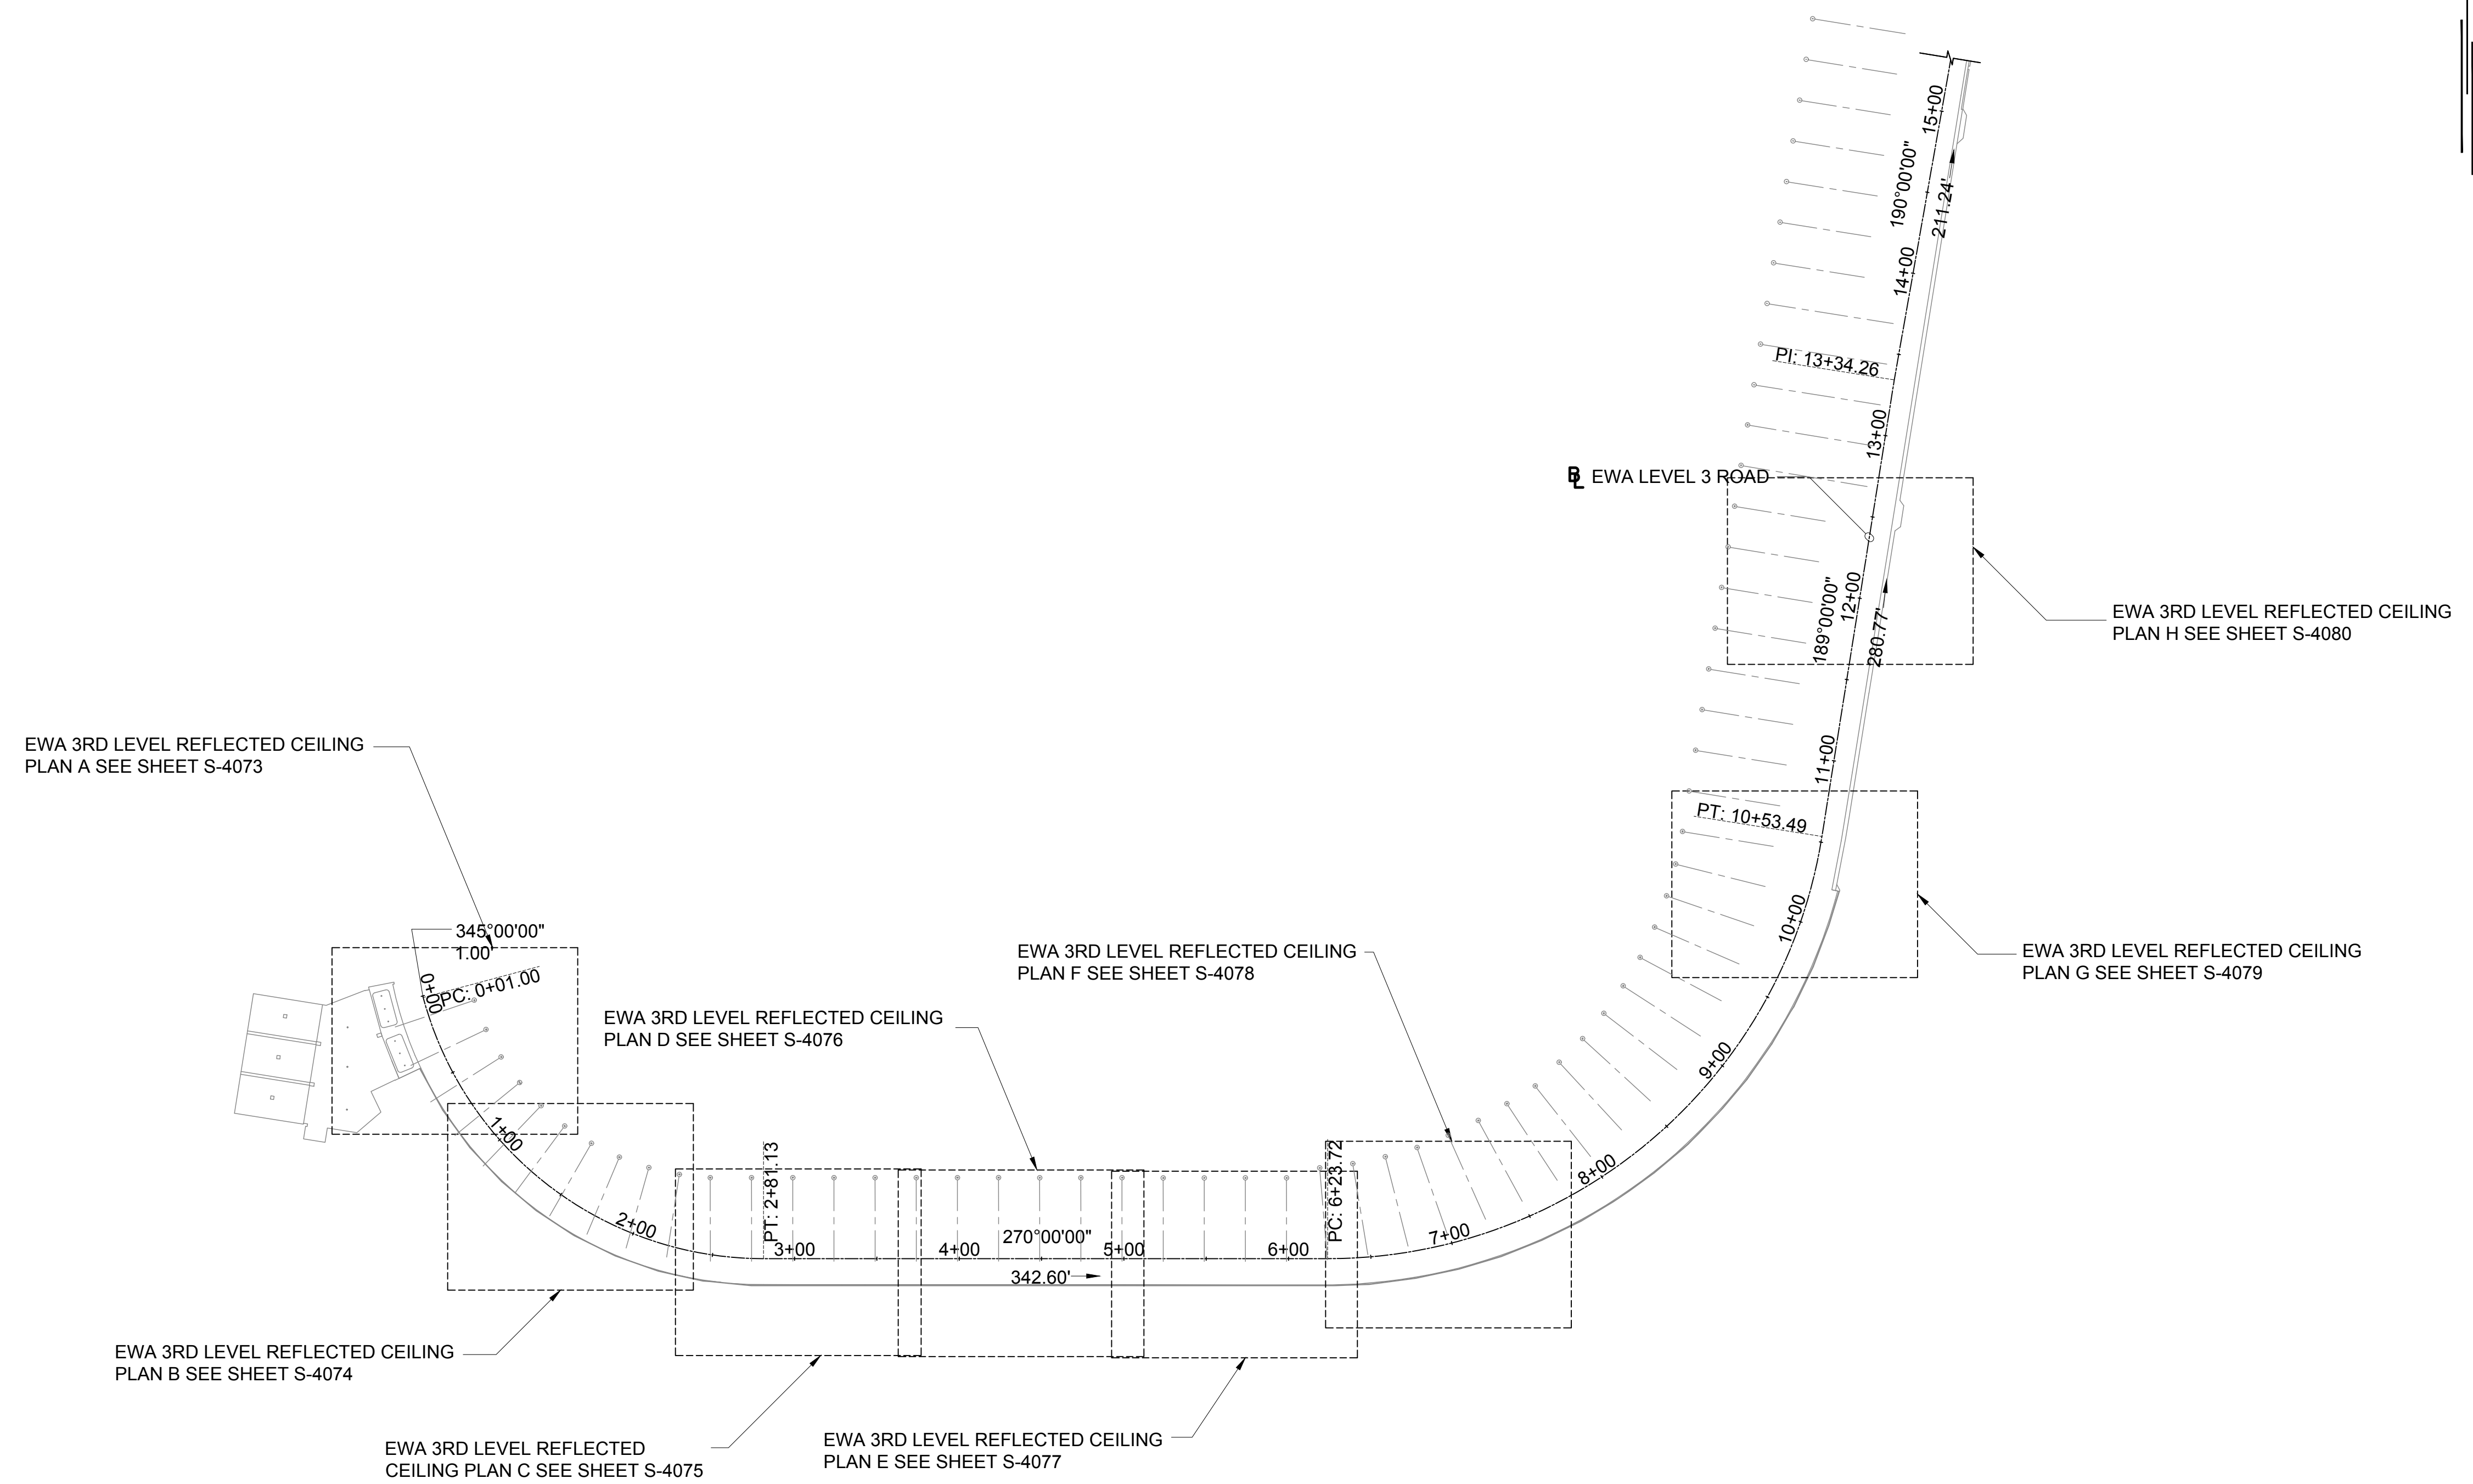 15+00
190°00'00"
211.24'
14+00
PI: 13+34.26
13+00
BL EWA LEVEL 3 ROAD
12+00
189°00'00"
280.77'
EWA 3RD LEVEL REFLECTED CEILING
PLAN H SEE SHEET S-4080
11+00
EWA 3RD LEVEL REFLECTED CEILING
PLAN A SEE SHEET S-4073
PT: 10+53.49
10+00
345°00'00"
1.00'
EWA 3RD LEVEL REFLECTED CEILING
PLAN F SEE SHEET S-4078
EWA 3RD LEVEL REFLECTED CEILING
PLAN G SEE SHEET S-4079
0+00
PC: 0+01.00
EWA 3RD LEVEL REFLECTED CEILING
PLAN D SEE SHEET S-4076
9+00
1+00
8+00
PT: 2+81.13
PC: 6+23.72
2+00
270°00'00"
7+00
3+00
4+00
5+00
6+00
342.60'
EWA 3RD LEVEL REFLECTED CEILING
PLAN B SEE SHEET S-4074
EWA 3RD LEVEL REFLECTED
CEILING PLAN C SEE SHEET S-4075
EWA 3RD LEVEL REFLECTED CEILING
PLAN E SEE SHEET S-4077